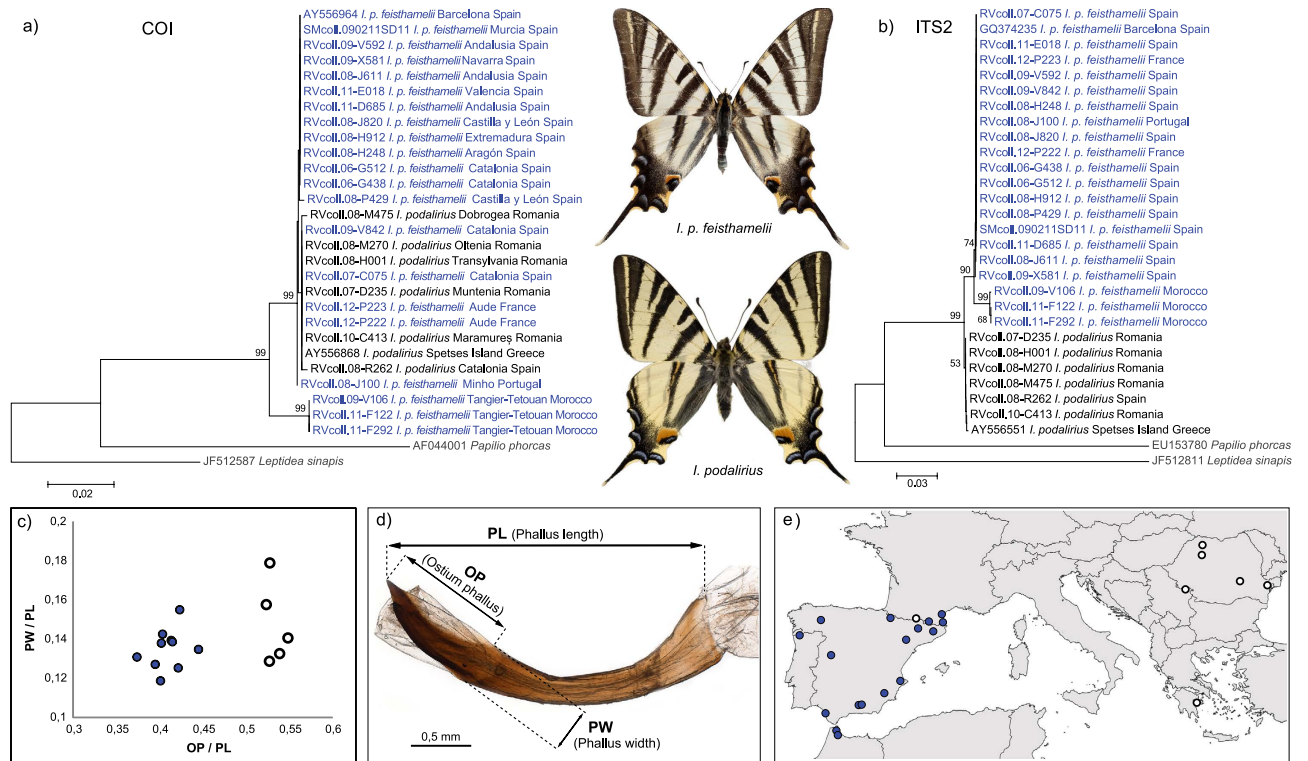 a)
COI
AY556964 I. p. feisthamelii Barcelona Spain
SMcoll.090211SD11 I. p. feisthamelii Murcia Spain
RVcoll.09-V592 I. p. feisthamelii Andalusia Spain
RVcoll.09-X581 I. p. feisthamelii Navarra Spain
RVcoll.08-J611 I. p. feisthamelii Andalusia Spain
RVcoll.11-E018 I. p. feisthamelii Valencia Spain
RVcoll.11-D685 I. p. feisthamelii Andalusia Spain
RVcoll.08-J820 I. p. feisthamelii Castilla y León Spain
RVcoll.08-H912 I. p. feisthamelii Extremadura Spain
RVcoll.08-H248 I. p. feisthamelii Aragón Spain
RVcoll.06-G512 I. p. feisthamelii Catalonia Spain
RVcoll.06-G438 I. p. feisthamelii Catalonia Spain
RVcoll.08-P429 I. p. feisthamelii Castilla y León Spain
RVcoll.08-M475 I. podalirius Dobrogea Romania
RVcoll.09-V842 I. p. feisthamelii Catalonia Spain
RVcoll.08-M270 I. podalirius Oltenia Romania
RVcoll.08-H001 I. podalirius Transylvania Romania
RVcoll.07-C075 I. p. feisthamelii Catalonia Spain
RVcoll.07-D235 I. podalirius Muntenia Romania
RVcoll.12-P223 I. p. feisthamelii Aude France
RVcoll.12-P222 I. p. feisthamelii Aude France
RVcoll.10-C413 I. podalirius Maramureș Romania
AY556868 I. podalirius Spetses Island Greece
RVcoll.08-R262 I. podalirius Catalonia Spain
RVcoll.08-J100 I. p. feisthamelii Minho Portugal
RVcoll.09-V106 I. p. feisthamelii Tangier-Tetouan Morocco
RVcoll.11-F122 I. p. feisthamelii Tangier-Tetouan Morocco
RVcoll.11-F292 I. p. feisthamelii Tangier-Tetouan Morocco
AF044001 Papilio phorcas
JF512587 Leptidea sinapis
99
99
99
0.02
I. p. feisthamelii
I. podalirius
b)
ITS2
RVcoll.07-C075 I. p. feisthamelii Spain
GQ374235 I. p. feisthamelii Barcelona Spain
RVcoll.11-E018 I. p. feisthamelii Spain
RVcoll.12-P223 I. p. feisthamelii France
RVcoll.09-V592 I. p. feisthamelii Spain
RVcoll.09-V842 I. p. feisthamelii Spain
RVcoll.08-H248 I. p. feisthamelii Spain
RVcoll.08-J100 I. p. feisthamelii Portugal
RVcoll.08-J820 I. p. feisthamelii Spain
RVcoll.12-P222 I. p. feisthamelii France
RVcoll.06-G438 I. p. feisthamelii Spain
RVcoll.06-G512 I. p. feisthamelii Spain
RVcoll.08-H912 I. p. feisthamelii Spain
RVcoll.08-P429 I. p. feisthamelii Spain
SMcoll.090211SD11 I. p. feisthamelii Spain
RVcoll.11-D685 I. p. feisthamelii Spain
RVcoll.08-J611 I. p. feisthamelii Spain
RVcoll.09-X581 I. p. feisthamelii Spain
RVcoll.09-V106 I. p. feisthamelii Morocco
RVcoll.11-F122 I. p. feisthamelii Morocco
RVcoll.11-F292 I. p. feisthamelii Morocco
RVcoll.07-D235 I. podalirius Romania
RVcoll.08-H001 I. podalirius Romania
RVcoll.08-M270 I. podalirius Romania
RVcoll.08-M475 I. podalirius Romania
RVcoll.08-R262 I. podalirius Spain
RVcoll.10-C413 I. podalirius Romania
AY556551 I. podalirius Spetses Island Greece
EU153780 Papilio phorcas
JF512811 Leptidea sinapis
74
90
99
68
99
53
0.03
c)
0,2
0,18
0,16
0,14
0,12
0,1
PW / PL
0,3
0,35
0,4
0,45
0,5
0,55
0,6
OP / PL
d)
PL (Phallus length)
OP
(Ostium phallus)
PW
(Phallus width)
0,5 mm
e)